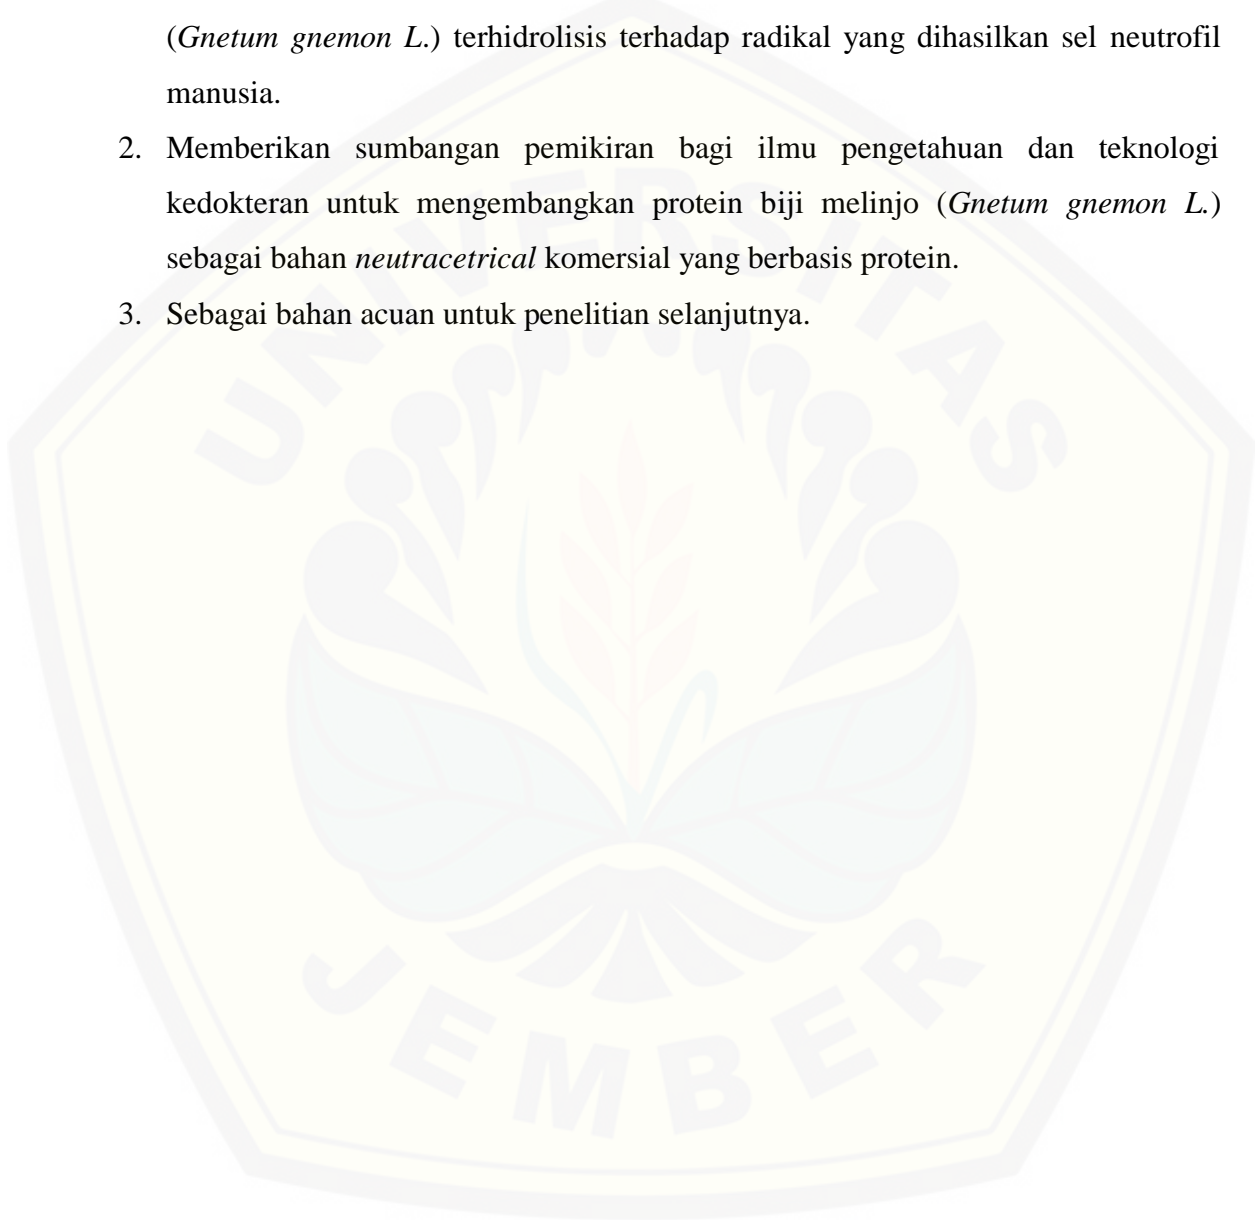 (Gnetum gnemon L.) terhidrolisis terhadap radikal yang dihasilkan sel neutrofil
manusia.
2. Memberikan sumbangan pemikiran bagi ilmu pengetahuan dan teknologi
kedokteran untuk mengembangkan protein biji melinjo (Gnetum gnemon L.)
sebagai bahan neutracetrical komersial yang berbasis protein.
3. Sebagai bahan acuan untuk penelitian selanjutnya.
UNIVERSITAS
JEMBER